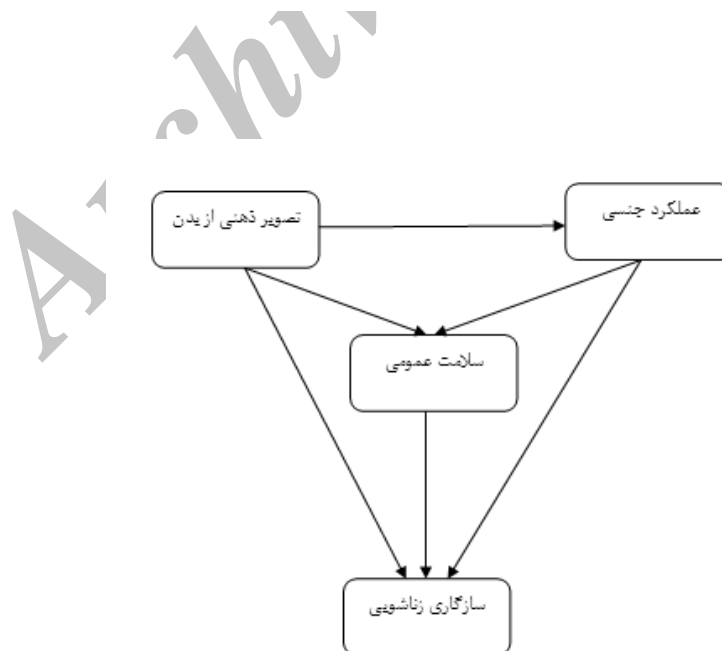 عملکرد جنسی
تصویر ذهنی از بدن
سلامت عمومی
سازگاری زناشویی